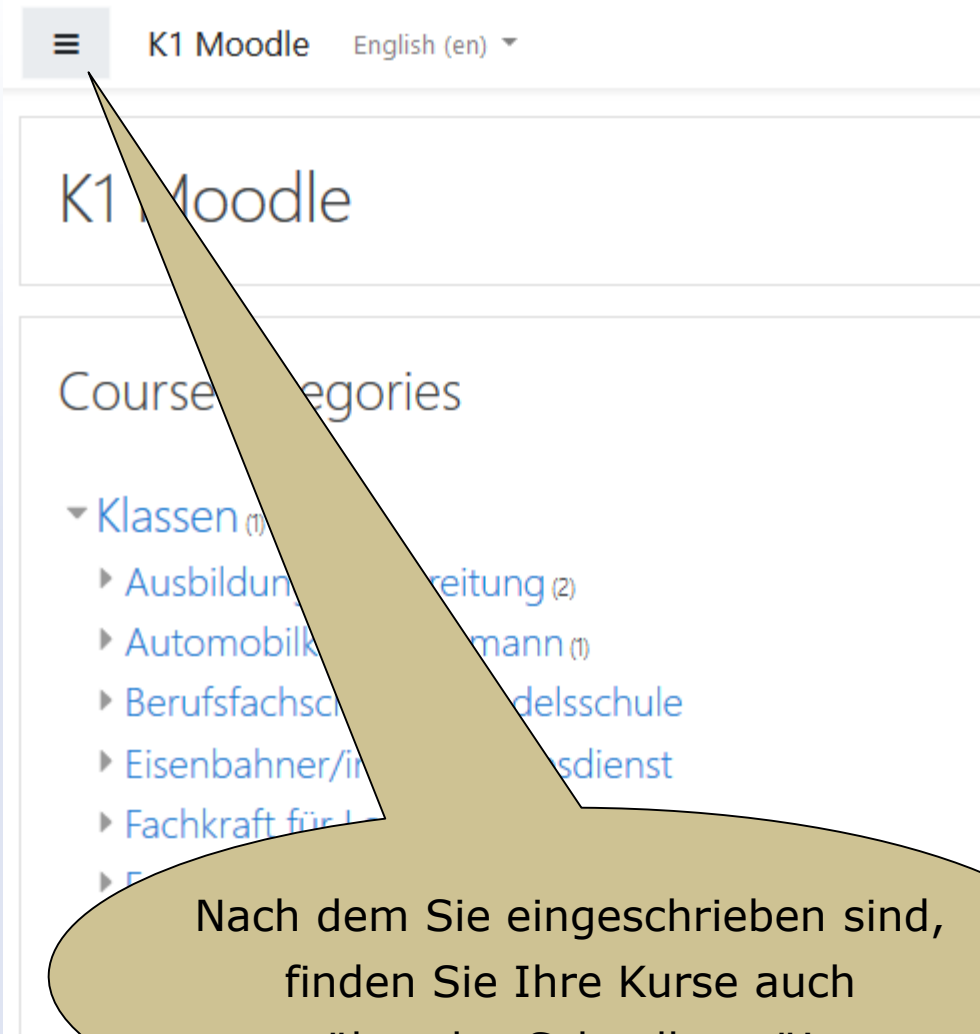 K1 Moodle English (en)
K1 Moodle
Course egories
Klassen (1)
Ausbildun reitung (2)
Automobilk mann (1)
Berufsfachsc delsschule
Eisenbahner/in sdienst
Fachkraft für
Nach dem Sie eingeschrieben sind,
finden Sie Ihre Kurse auch